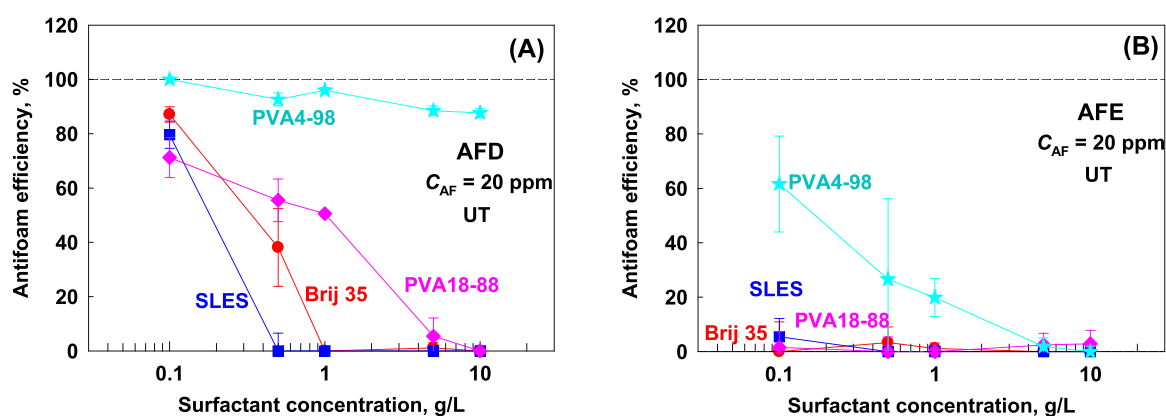 120
100
80
60
40
20
0
0.1
1
10
Antifoam efficiency, %
Surfactant concentration, g/L
(A)
PVA4-98
AFD
C_AF = 20 ppm
UT
SLES
Brij 35
PVA18-88
120
100
80
60
40
20
0
0.1
1
10
Antifoam efficiency, %
Surfactant concentration, g/L
(B)
AFE
C_AF = 20 ppm
UT
PVA4-98
SLES
Brij 35
PVA18-88